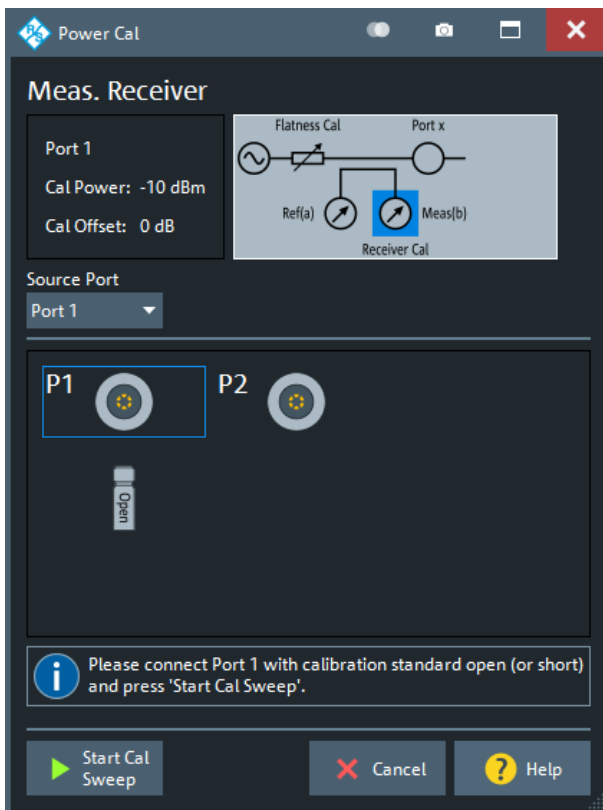 R&S Power Cal
Meas. Receiver
Port 1
Cal Power: -10 dBm
Cal Offset: 0 dB
Flatness Cal
Port x
Ref(a)
Meas(b)
Receiver Cal
Source Port
Port 1
P1
P2
Open
Please connect Port 1 with calibration standard open (or short)
and press 'Start Cal Sweep'.
Start Cal
Sweep
Cancel
Help